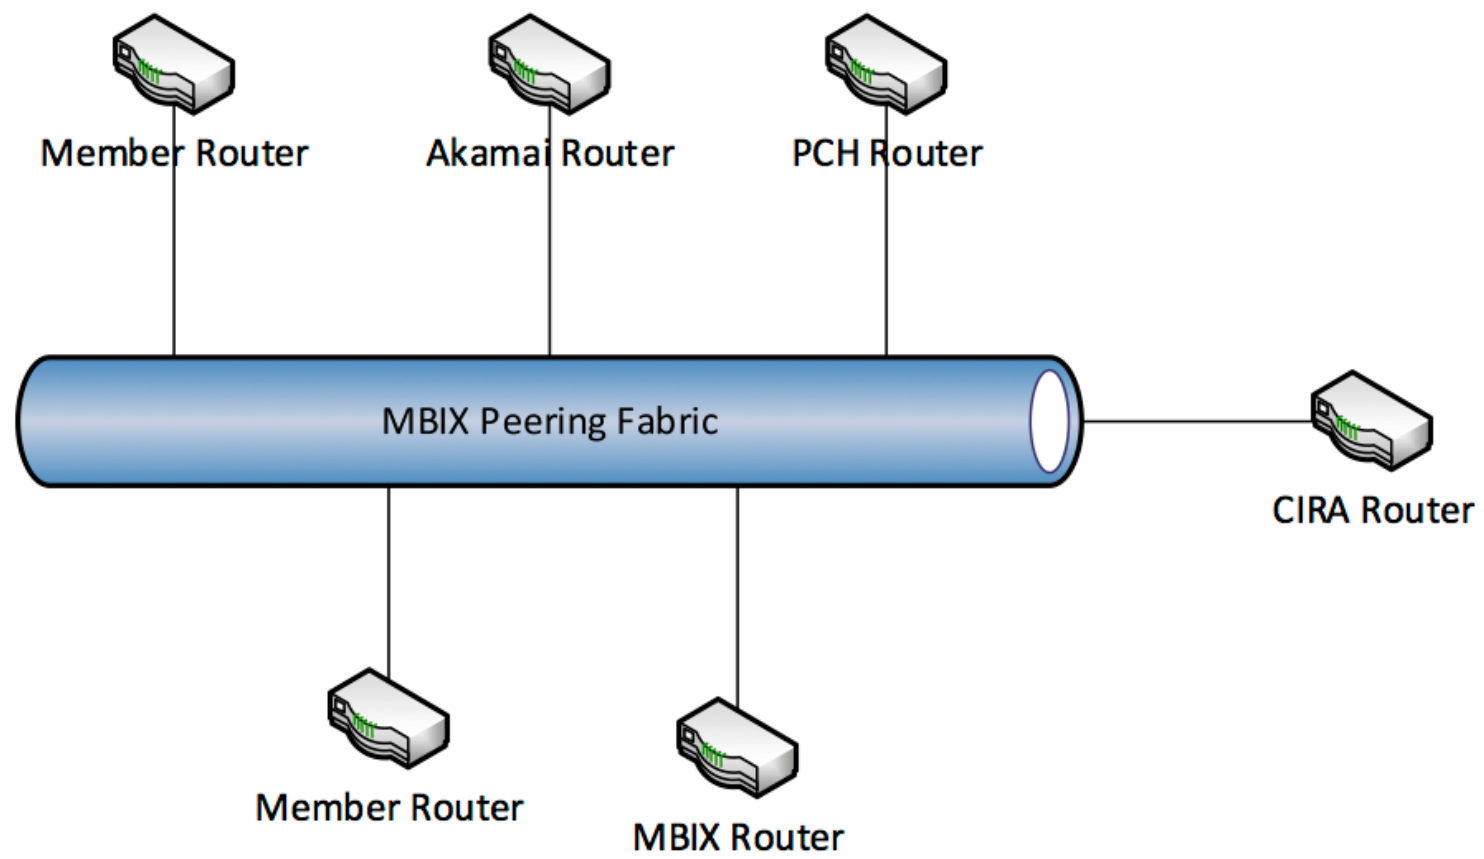 Member Router
Akamai Router
PCH Router
MBIX Peering Fabric
CIRA Router
Member Router
MBIX Router